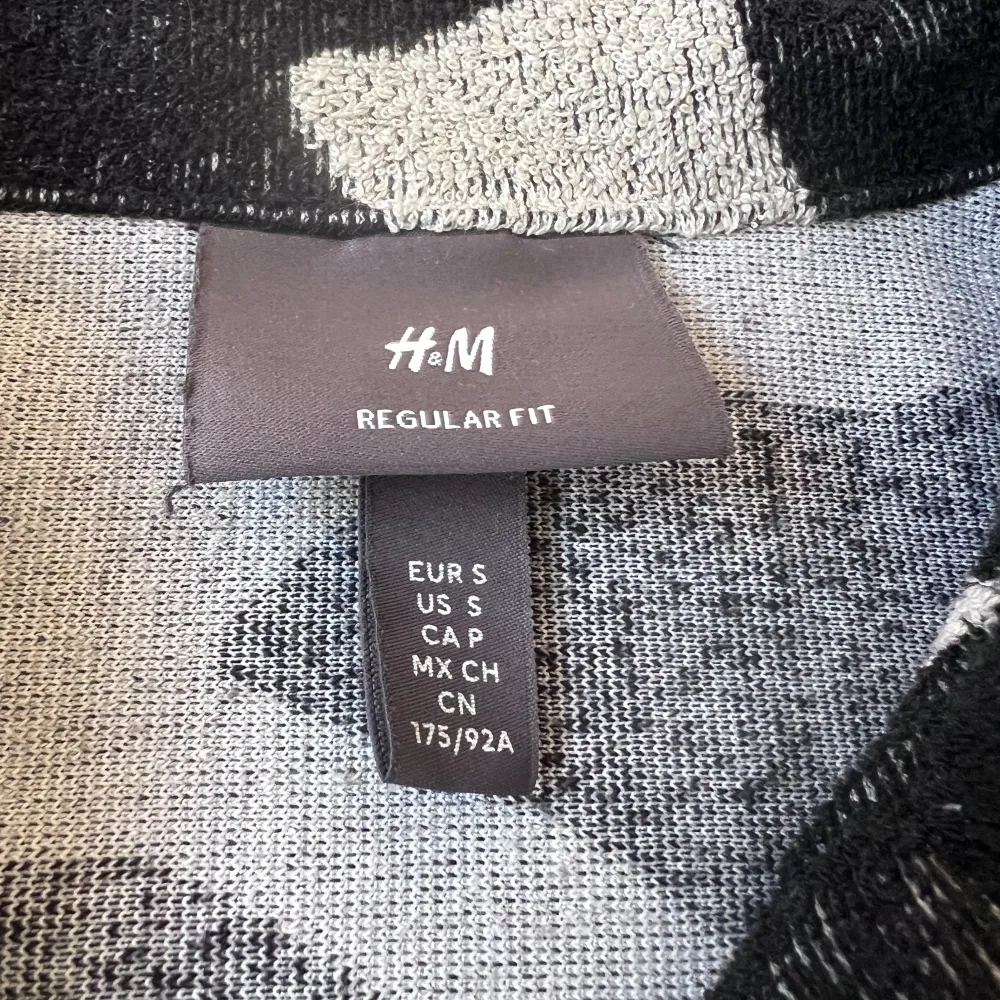 H&M
REGULAR FIT
EUR S
US S
CA P
MX CH
CN
175/92A